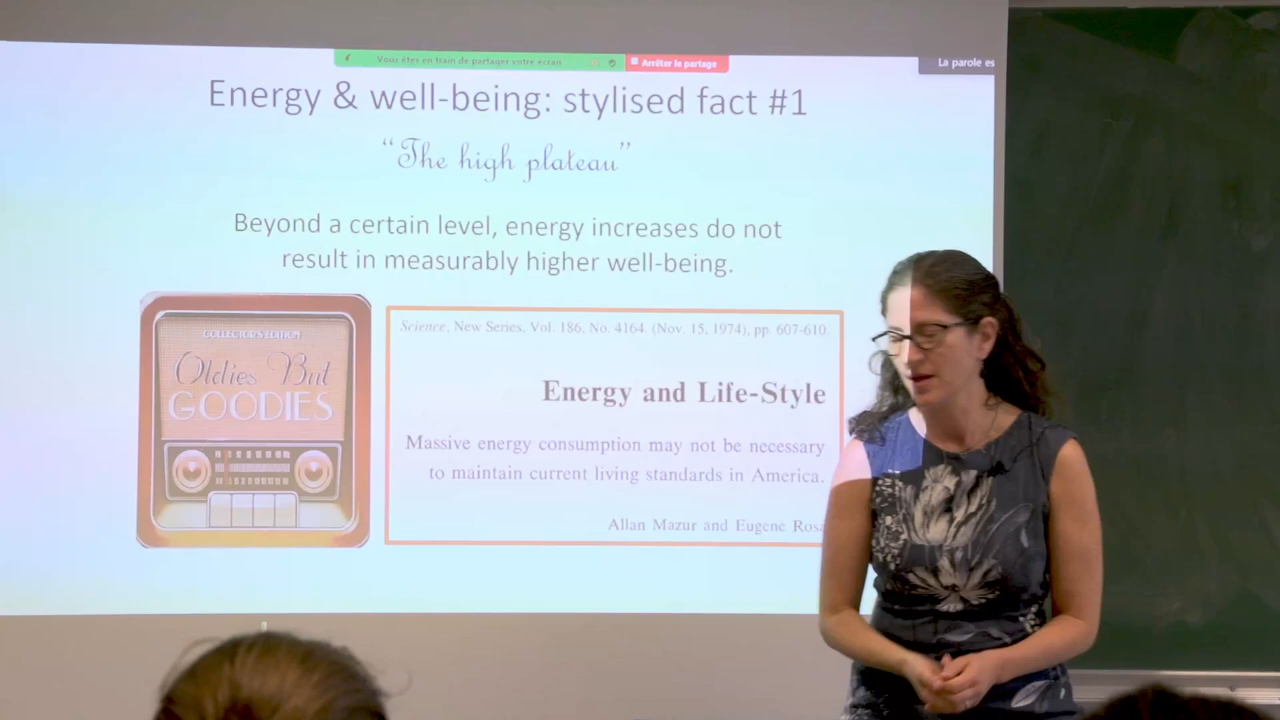 Vous êtes en train de partager votre écran
Arrêter le partage
La parole es
Energy & well-being: stylised fact #1
“The high plateau”
Beyond a certain level, energy increases do not
result in measurably higher well-being.
COLLECTOR'S EDITION
Oldies But
GOODIES
Science, New Series, Vol. 186, No. 4164. (Nov. 15, 1974), pp. 607-610.
Energy and Life-Style
Massive energy consumption may not be necessary
to maintain current living standards in America.
Allan Mazur and Eugene Rosa